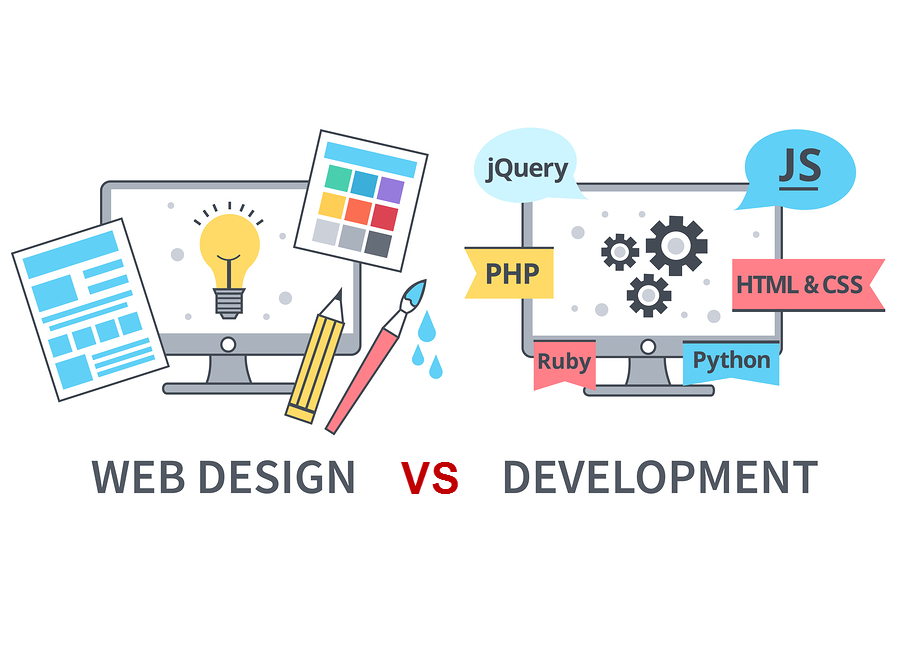 jQuery
JS
PHP
HTML & CSS
Ruby
Python
WEB DESIGN VS DEVELOPMENT